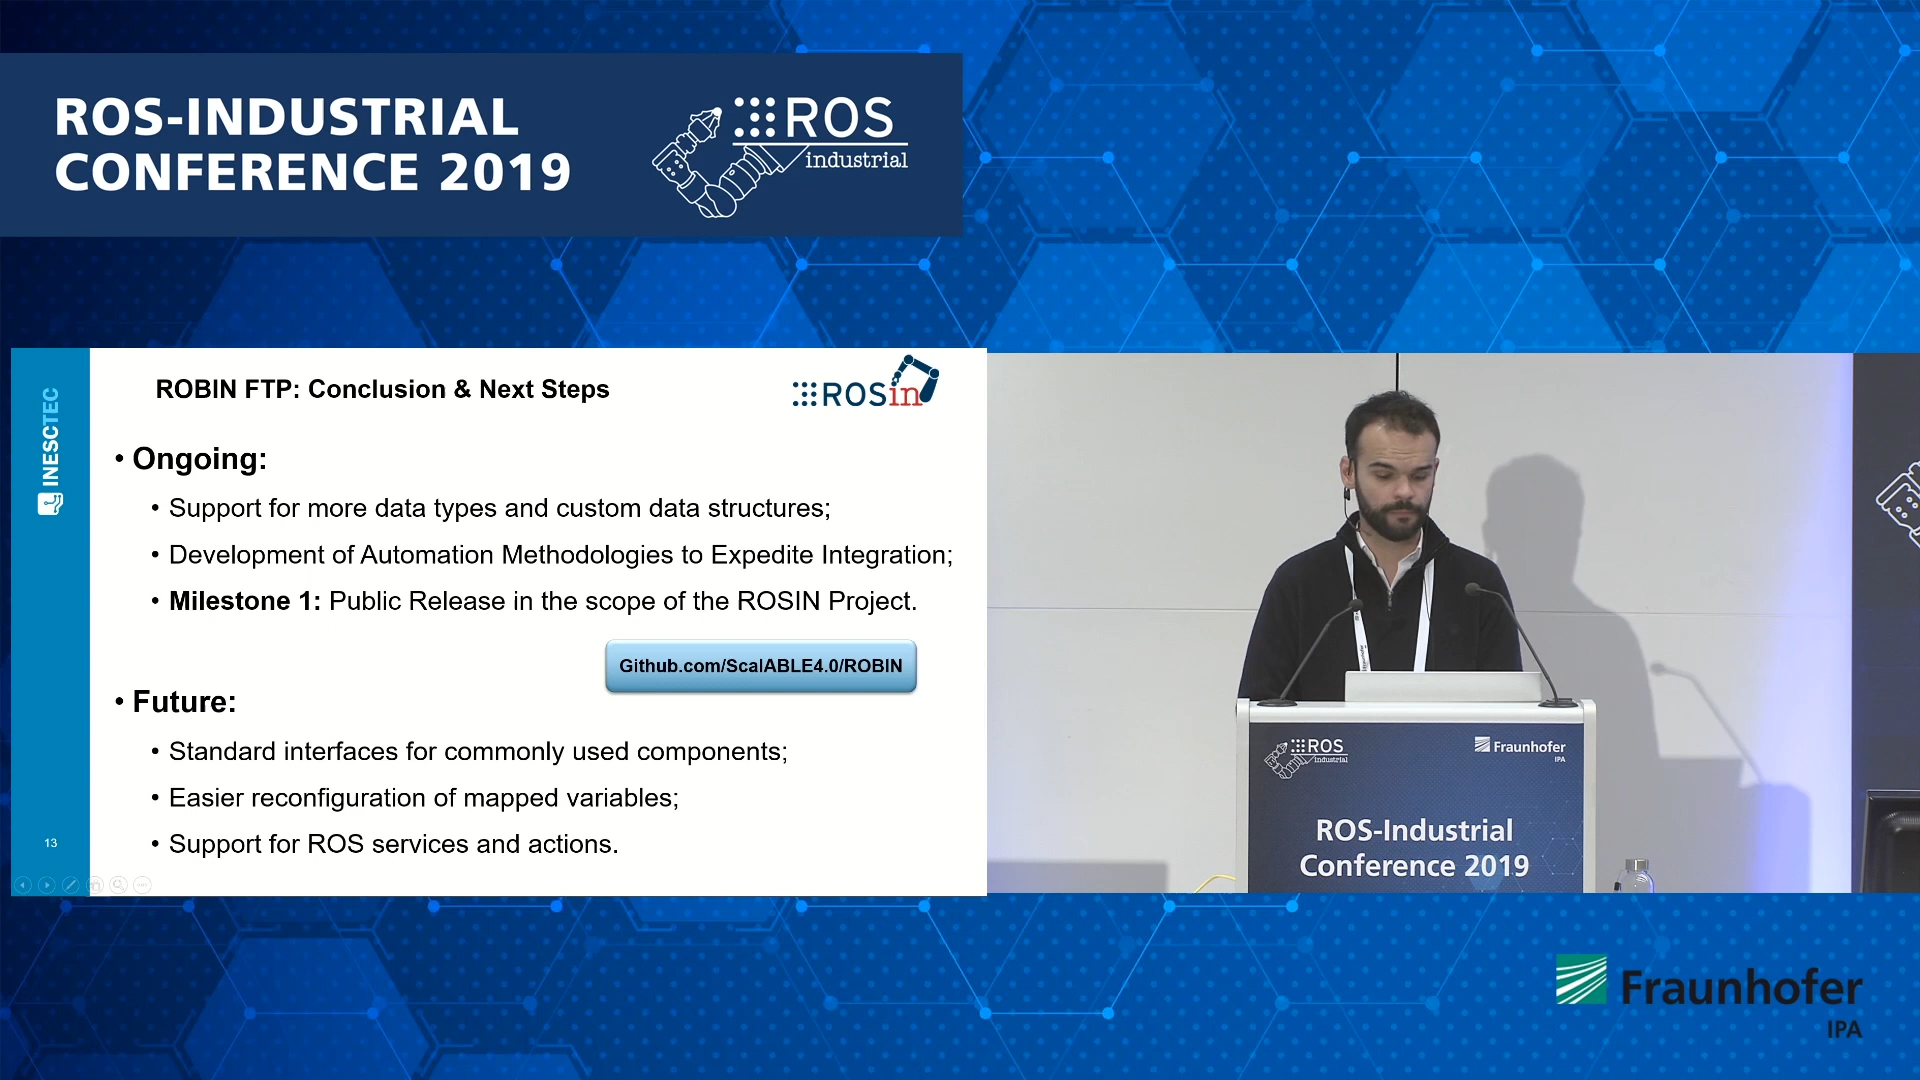 ROS-INDUSTRIAL
CONFERENCE 2019
ROS
industrial
ROBIN FTP: Conclusion & Next Steps
ROSin
INESCTEC
• Ongoing:
• Support for more data types and custom data structures;
• Development of Automation Methodologies to Expedite Integration;
• Milestone 1: Public Release in the scope of the ROSIN Project.
Github.com/ScalABLE4.0/ROBIN
• Future:
• Standard interfaces for commonly used components;
• Easier reconfiguration of mapped variables;
• Support for ROS services and actions.
13
ROS
industrial
Fraunhofer
IPA
ROS-Industrial
Conference 2019
Fraunhofer
IPA